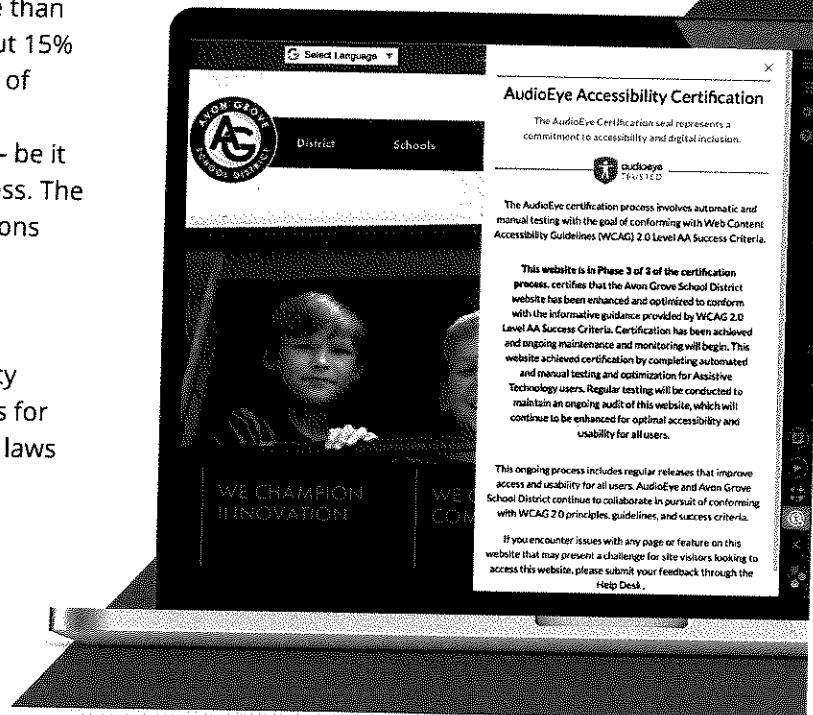 e than
ut 15%
of
- be it
ess. The
ons
ty
s for
laws
Select Language
AVON GROVE
AG
SCHOOL DISTRICT
District
Schools
WE CHAMPION
INNOVATION
WE C
COM
×
AudioEye Accessibility Certification
The AudioEye Certification seal represents a
commitment to accessibility and digital inclusion.
audioeye
TRUSTED
The AudioEye certification process involves automatic and
manual testing with the goal of conforming with Web Content
Accessibility Guidelines (WCAG) 2.0 Level AA Success Criteria.
This website is in Phase 3 of 3 of the certification
process. certifies that the Avon Grove School District
website has been enhanced and optimized to conform
with the informative guidance provided by WCAG 2.0
Level AA Success Criteria. Certification has been achieved
and ongoing maintenance and monitoring will begin. This
website achieved certification by completing automated
and manual testing and optimization for Assistive
Technology users. Regular testing will be conducted to
maintain an ongoing audit of this website, which will
continue to be enhanced for optimal accessibility and
usability for all users.
This ongoing process includes regular releases that improve
access and usability for all users. AudioEye and Avon Grove
School District continue to collaborate in pursuit of conforming
with WCAG 2.0 principles, guidelines, and success criteria.
If you encounter issues with any page or feature on this
website that may present a challenge for site visitors looking to
access this website, please submit your feedback through the
Help Desk.